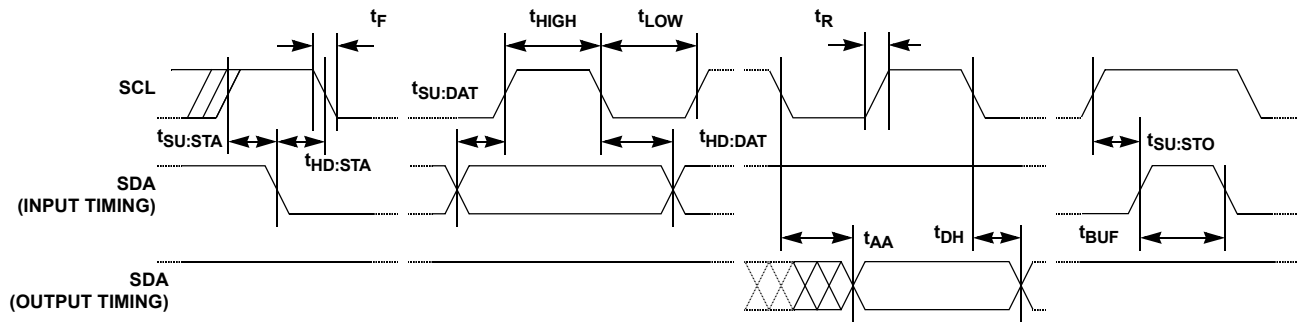 tF
tHIGH
tLOW
tR
SCL
tSU:DAT
tSU:STA
tHD:STA
tHD:DAT
tSU:STO
SDA
(INPUT TIMING)
tAA
tDH
tBUF
SDA
(OUTPUT TIMING)